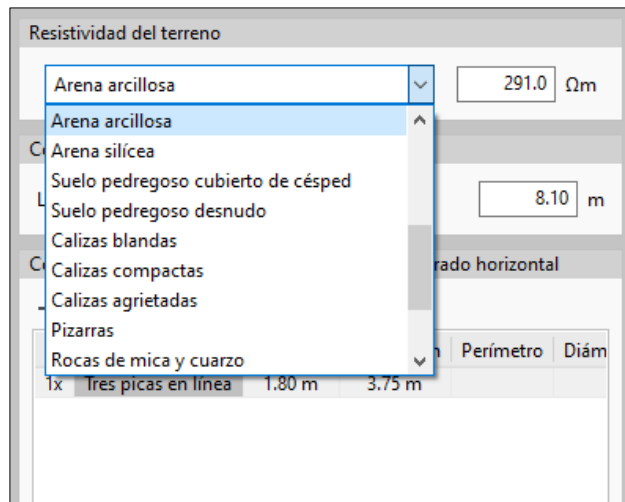 Resistividad del terreno
Arena arcillosa 291.0 Ωm
Arena arcillosa
Arena silícea
Suelo pedregoso cubierto de césped
8.10 m
Suelo pedregoso desnudo
Calizas blandas
Calizas compactas rado horizontal
Calizas agrietadas
Pizarras
Perímetro Diám
Rocas de mica y cuarzo
1x Tres picas en línea 1.80 m 3.75 m